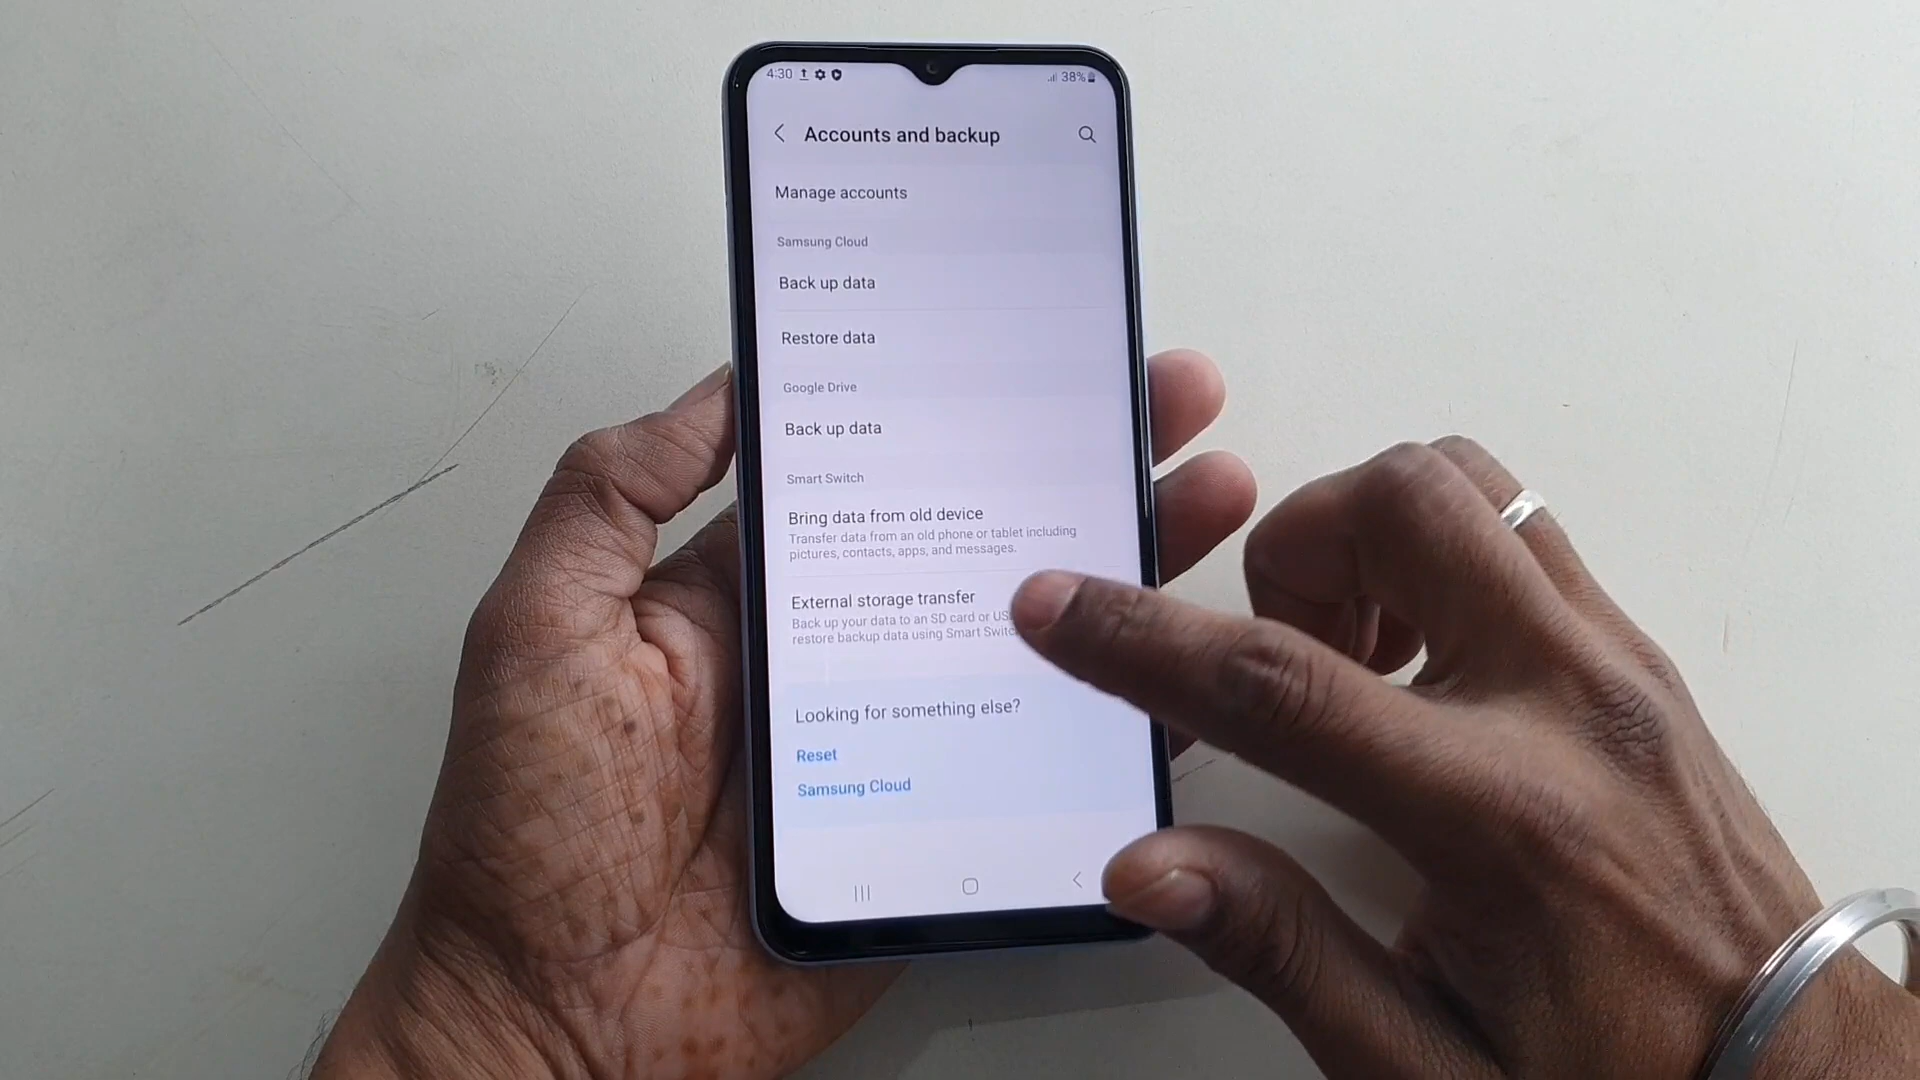 4:30 38%
Accounts and backup
Manage accounts
Samsung Cloud
Back up data
Restore data
Google Drive
Back up data
Smart Switch
Bring data from old device
Transfer data from an old phone or tablet including
pictures, contacts, apps, and messages.
External storage transfer
Back up your data to an SD card or
restore backup data using Smart
Looking for something else?
Reset
Samsung Cloud